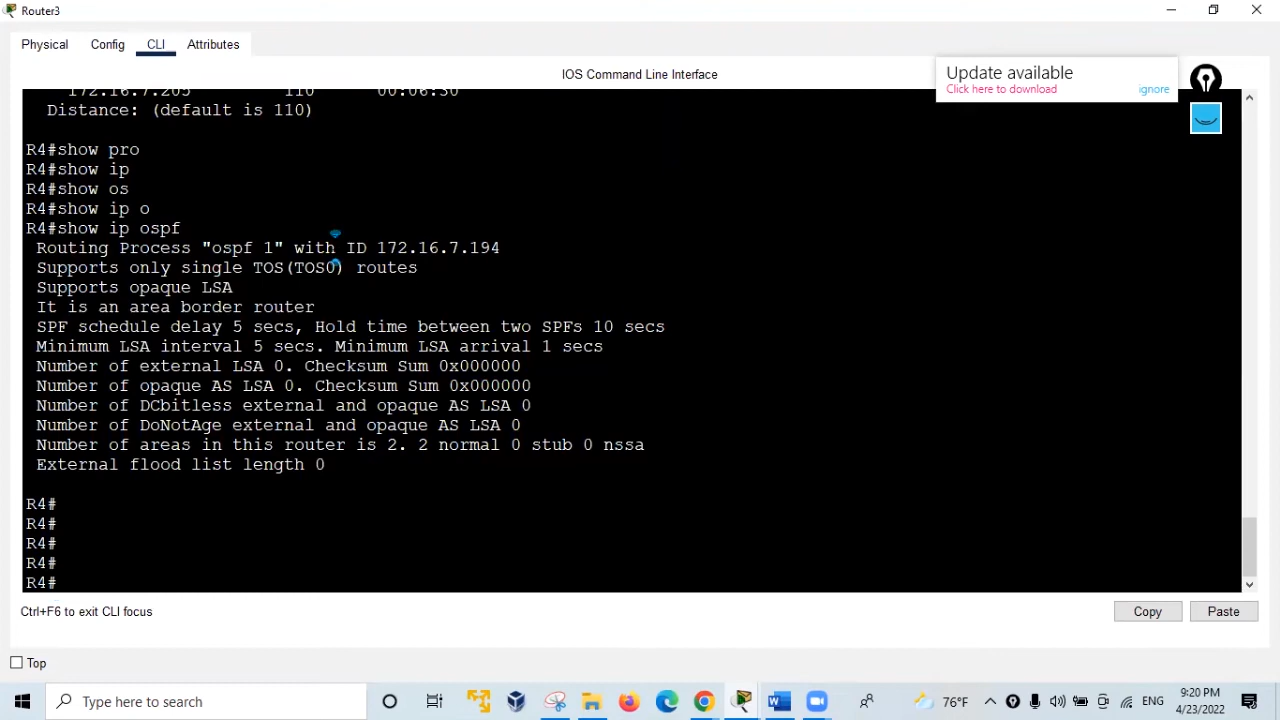 Router3
Physical Config CLI Attributes
IOS Command Line Interface
Update available
Click here to download ignore
172.16.7.205 110 00:06:30
Distance: (default is 110)
R4#show pro
R4#show ip
R4#show os
R4#show ip o
R4#show ip ospf
Routing Process "ospf 1" with ID 172.16.7.194
Supports only single TOS(TOS0) routes
Supports opaque LSA
It is an area border router
SPF schedule delay 5 secs, Hold time between two SPFs 10 secs
Minimum LSA interval 5 secs. Minimum LSA arrival 1 secs
Number of external LSA 0. Checksum Sum 0x000000
Number of opaque AS LSA 0. Checksum Sum 0x000000
Number of DCbitless external and opaque AS LSA 0
Number of DoNotAge external and opaque AS LSA 0
Number of areas in this router is 2. 2 normal 0 stub 0 nssa
External flood list length 0
R4#
R4#
R4#
R4#
R4#
Ctrl+F6 to exit CLI focus
Copy Paste
Top
Type here to search
76°F
ENG
9:20 PM
4/23/2022